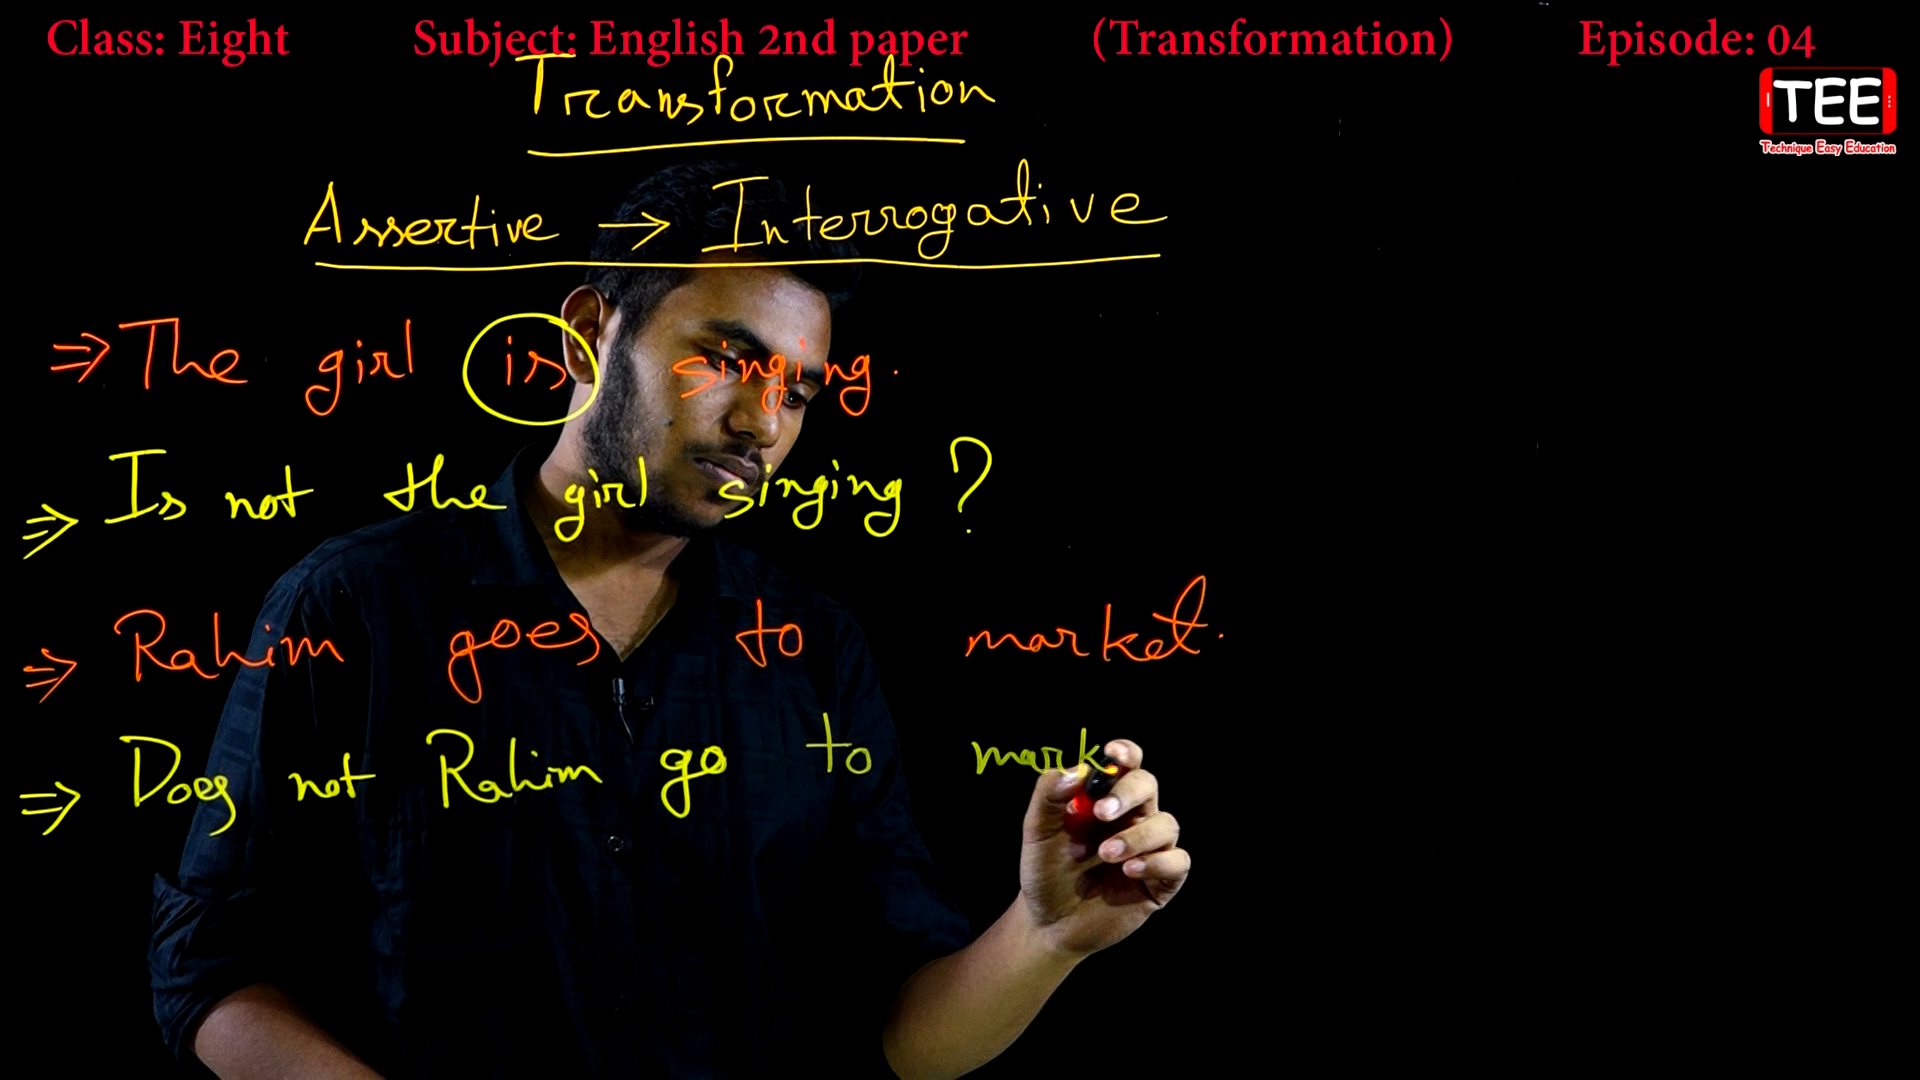 Class: Eight Subject: English 2nd paper (Transformation) Episode: 04
TEE
Technique Easy Education
Transformation
Assertive → Interrogative
⇒ The girl is singing.
⇒ Is not the girl singing ?
⇒ Rahim goes to market.
⇒ Does not Rahim go to mark